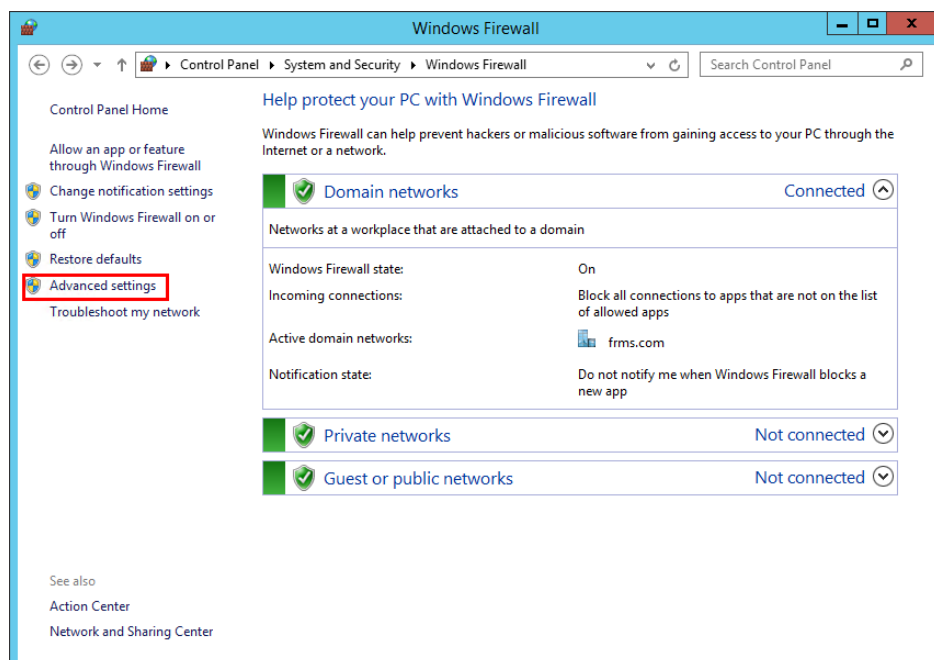 Windows Firewall
Control Panel
System and Security
Windows Firewall
Search Control Panel
Control Panel Home
Allow an app or feature
through Windows Firewall
Change notification settings
Turn Windows Firewall on or
off
Restore defaults
Advanced settings
Troubleshoot my network
See also
Action Center
Network and Sharing Center
Help protect your PC with Windows Firewall
Windows Firewall can help prevent hackers or malicious software from gaining access to your PC through the
Internet or a network.
Domain networks
Connected
Networks at a workplace that are attached to a domain
Windows Firewall state:
On
Incoming connections:
Block all connections to apps that are not on the list
of allowed apps
Active domain networks:
frms.com
Notification state:
Do not notify me when Windows Firewall blocks a
new app
Private networks
Not connected
Guest or public networks
Not connected